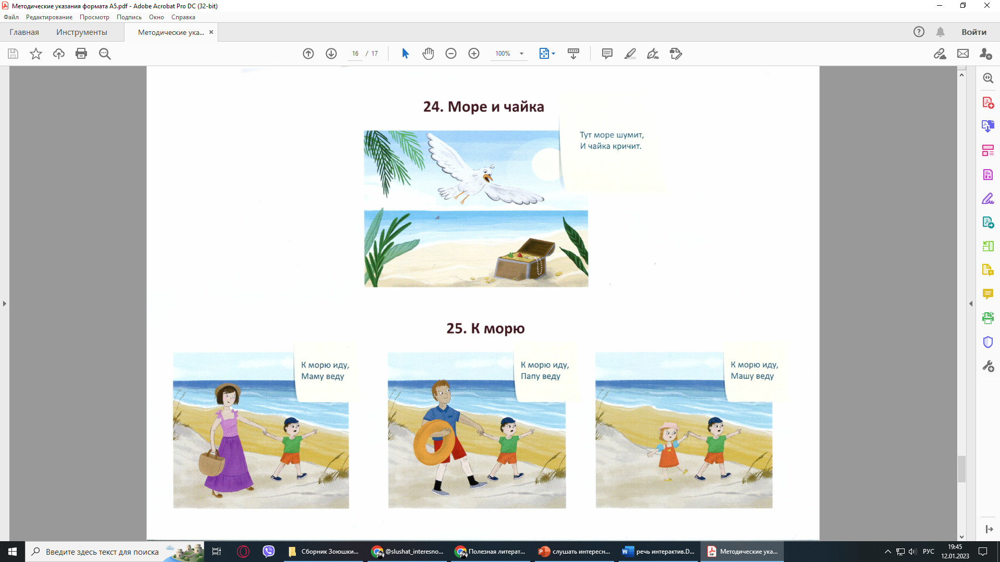 Методические указания формата А5.pdf - Adobe Acrobat Pro DC (32-bit)
Файл Редактирование Просмотр Подпись Окно Справка
Главная Инструменты Методические ука... Войти
16 / 17 100%
24. Море и чайка
Тут море шумит,
И чайка кричит.
25. К морю
К морю иду,
Маму веду
К морю иду,
Папу веду
К морю иду,
Машу веду
Введите здесь текст для поиска
Сборник Зоюшки...
@slushat_interesno...
Полезная литерат...
слушать интересн...
речь интерактив.D...
Методические ука...
РУС
19:45
12.01.2023